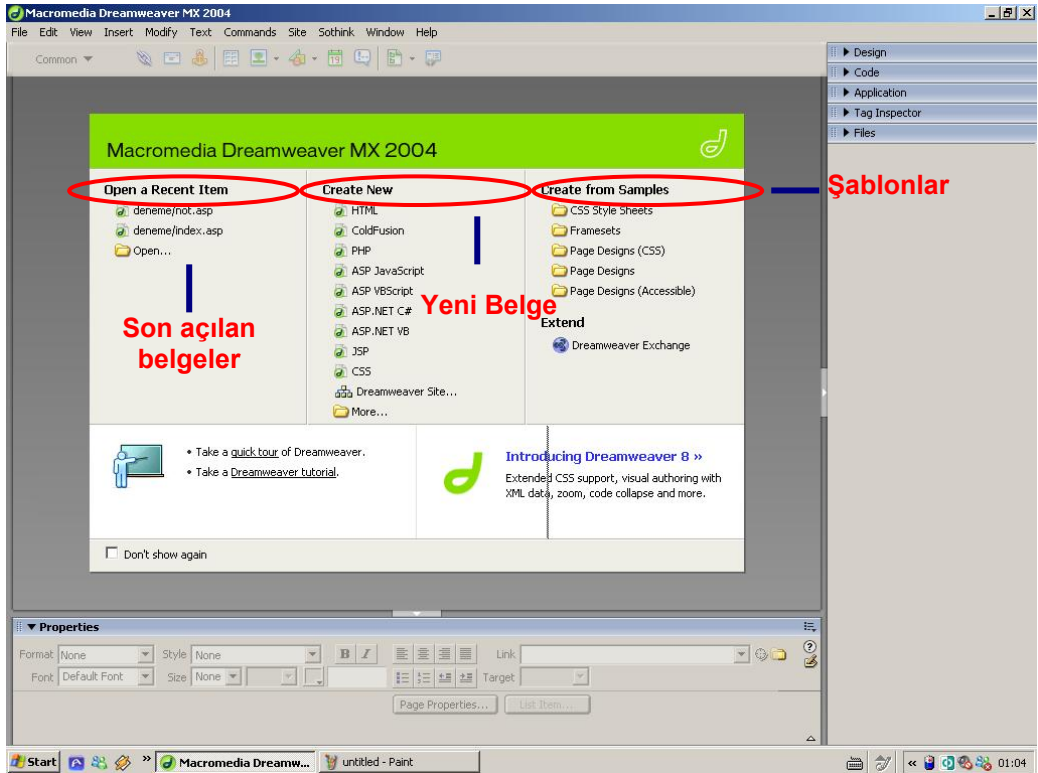 Macromedia Dreamweaver MX 2004
File Edit View Insert Modify Text Commands Site Sothink Window Help
Common
Design
Code
Application
Tag Inspector
Files
Macromedia Dreamweaver MX 2004
Open a Recent Item
deneme/not.asp
deneme/index.asp
Open...
Son açılan
belgeler
Create New
HTML
ColdFusion
PHP
ASP JavaScript
ASP VBScript
ASP.NET C#
ASP.NET VB
JSP
CSS
Dreamweaver Site...
More...
Yeni Belge
Create from Samples
CSS Style Sheets
Framesets
Page Designs (CSS)
Page Designs
Page Designs (Accessible)
Extend
Dreamweaver Exchange
Şablonlar
• Take a quick tour of Dreamweaver.
• Take a Dreamweaver tutorial.
Introducing Dreamweaver 8 »
Extended CSS support, visual authoring with
XML data, zoom, code collapse and more.
Don't show again
Properties
Format None Style None B I Link
Font Default Font Size None Target
Page Properties... List Item...
Start » Macromedia Dreamw... untitled - Paint « 01:04